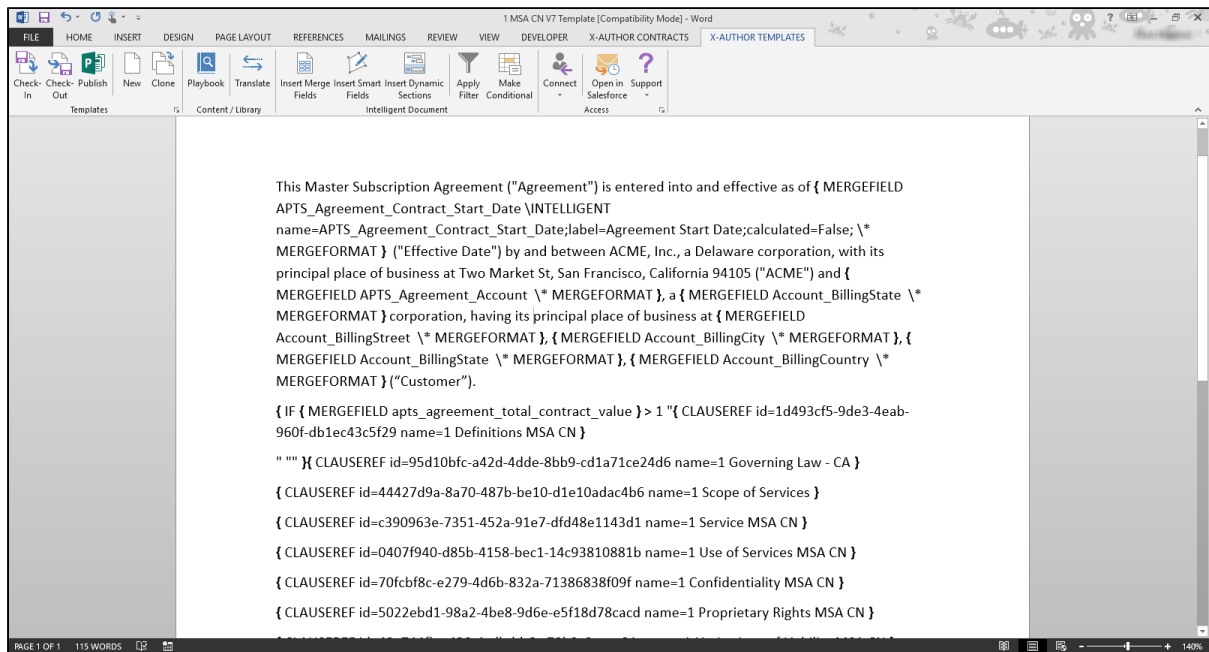 1 MSA CN V7 Template [Compatibility Mode] - Word
FILE HOME INSERT DESIGN PAGE LAYOUT REFERENCES MAILINGS REVIEW VIEW DEVELOPER X-AUTHOR CONTRACTS X-AUTHOR TEMPLATES
Check- Check- Publish New Clone Playbook Translate Insert Merge Insert Smart Insert Dynamic Apply Make Connect Open in Support
In Out Fields Fields Sections Filter Conditional Salesforce
Templates Content / Library Intelligent Document Access
This Master Subscription Agreement ("Agreement") is entered into and effective as of { MERGEFIELD
APTS_Agreement_Contract_Start_Date \INTELLIGENT
name=APTS_Agreement_Contract_Start_Date;label=Agreement Start Date;calculated=False; \*
MERGEFORMAT } ("Effective Date") by and between ACME, Inc., a Delaware corporation, with its
principal place of business at Two Market St, San Francisco, California 94105 ("ACME") and {
MERGEFIELD APTS_Agreement_Account \* MERGEFORMAT }, a { MERGEFIELD Account_BillingState \*
MERGEFORMAT } corporation, having its principal place of business at { MERGEFIELD
Account_BillingStreet \* MERGEFORMAT }, { MERGEFIELD Account_BillingCity \* MERGEFORMAT }, {
MERGEFIELD Account_BillingState \* MERGEFORMAT }, { MERGEFIELD Account_BillingCountry \*
MERGEFORMAT } (“Customer”).
{ IF { MERGEFIELD apts_agreement_total_contract_value } > 1 "{ CLAUSEREF id=1d493cf5-9de3-4eab-
960f-db1ec43c5f29 name=1 Definitions MSA CN }
" "" }{ CLAUSEREF id=95d10bfc-a42d-4dde-8bb9-cd1a71ce24d6 name=1 Governing Law - CA }
{ CLAUSEREF id=44427d9a-8a70-487b-be10-d1e10adac4b6 name=1 Scope of Services }
{ CLAUSEREF id=c390963e-7351-452a-91e7-dfd48e1143d1 name=1 Service MSA CN }
{ CLAUSEREF id=0407f940-d85b-4158-bec1-14c93810881b name=1 Use of Services MSA CN }
{ CLAUSEREF id=70fcbf8c-e279-4d6b-832a-71386838f09f name=1 Confidentiality MSA CN }
{ CLAUSEREF id=5022ebd1-98a2-4be8-9d6e-e5f18d78cacd name=1 Proprietary Rights MSA CN }
PAGE 1 OF 1 115 WORDS 140%